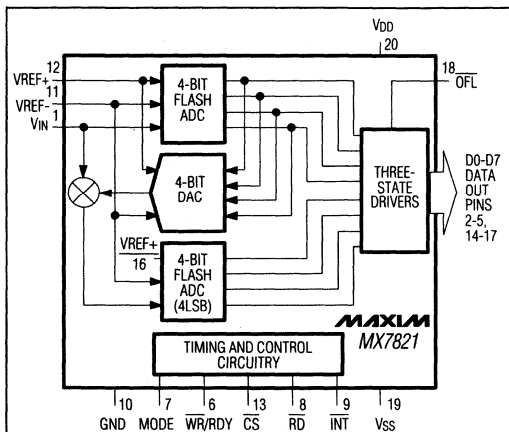 VDD
20
12
VREF+
11
VREF-
1
VIN
4-BIT
FLASH
ADC
18
OFL
4-BIT
DAC
THREE-
STATE
DRIVERS
D0-D7
DATA
OUT
PINS
2-5,
14-17
VREF+
16
4-BIT
FLASH
ADC
(4LSB)
MAXIM
MX7821
TIMING AND CONTROL
CIRCUITRY
10
GND
7
MODE
6
WR/RDY
13
CS
8
RD
9
INT
19
VSS